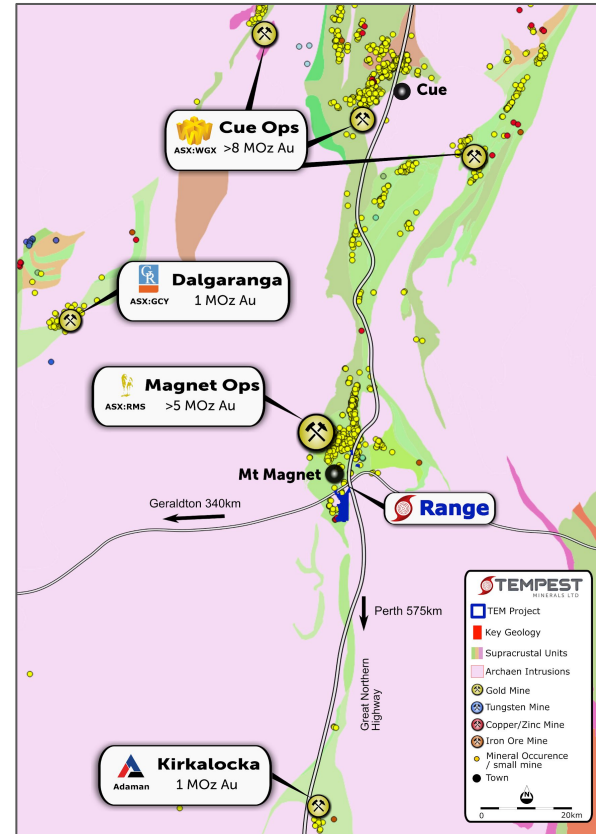 Cue
Cue Ops
ASX:WGX
>8 MOz Au
GR
Dalgaranga
ASX:GCY
1 MOz Au
Magnet Ops
ASX:RMS
>5 MOz Au
Mt Magnet
Geraldton 340km
Range
Perth 575km
Great Northern
Highway
Kirkalocka
Adaman
1 MOz Au
TEMPEST
MINERALS LTD
TEM Project
Key Geology
Supracrustal Units
Archaen Intrusions
Gold Mine
Tungsten Mine
Copper/Zinc Mine
Iron Ore Mine
Mineral Occurence
/ small mine
Town
N
0 20km